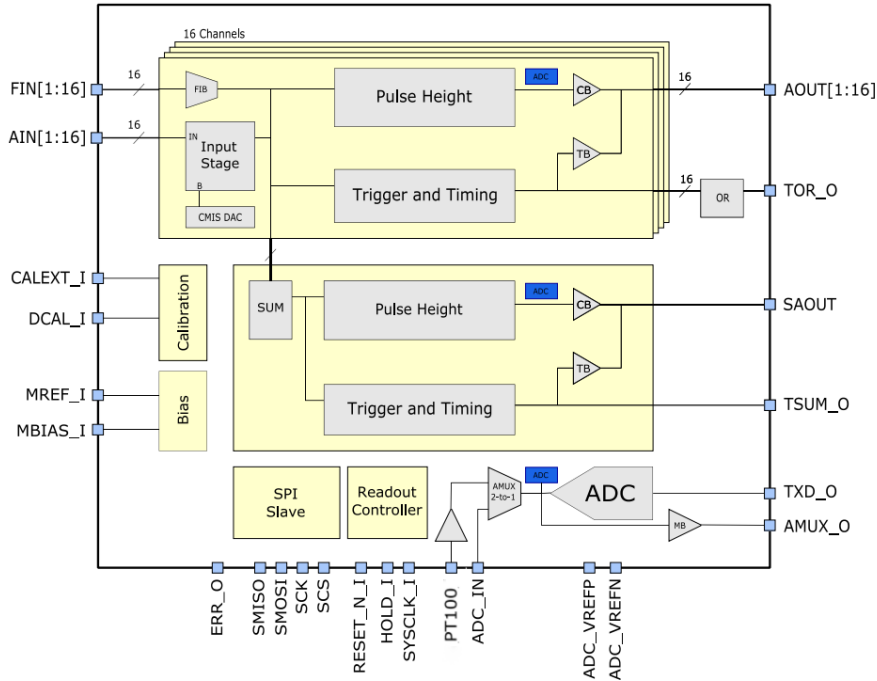 16 Channels
FIN[1:16]
16
FIB
Pulse Height
ADC
CB
16
AOUT[1:16]
AIN[1:16]
16
IN
Input
Stage
B
CMIS DAC
TB
Trigger and Timing
16
OR
TOR_O
CALEXT_I
DCAL_I
Calibration
SUM
Pulse Height
ADC
CB
SAOUT
TB
MREF_I
MBIAS_I
Bias
Trigger and Timing
TSUM_O
SPI
Slave
Readout
Controller
AMUX
2-to-1
ADC
ADC
TXD_O
MB
AMUX_O
ERR_O
SMISO
SMOSI
SCK
SCS
RESET_N_I
HOLD_I
SYSCLK_I
PT100
ADC_IN
ADC_VREFP
ADC_VREFN